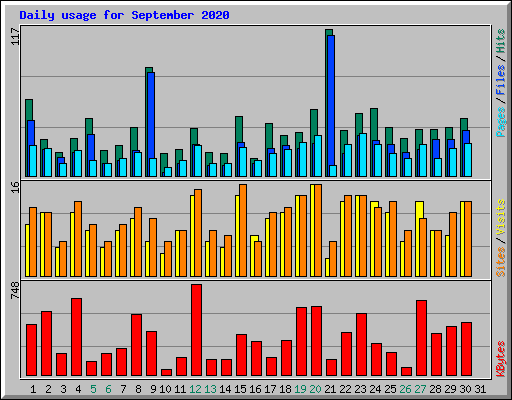 Daily usage for September 2020
117
Pages / Files / Hits
16
Sites / Visits
748
KBytes
1 2 3 4 5 6 7 8 9 10 11 12 13 14 15 16 17 18 19 20 21 22 23 24 25 26 27 28 29 30 31